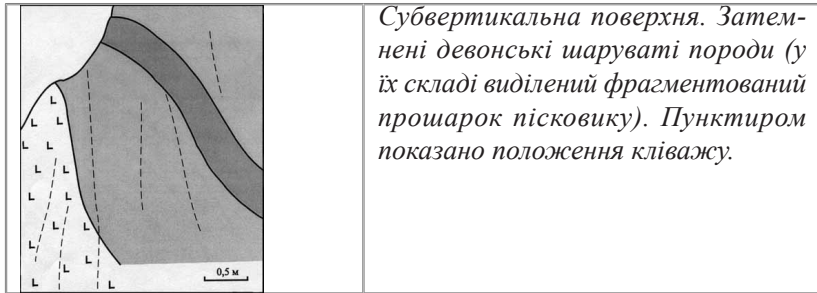 Субвертикальна поверхня. Затем-
нені девонські шаруваті породи (у
їх складі виділений фрагментований
прошарок пісковику). Пунктиром
показано положення кліважу.
0,5 м